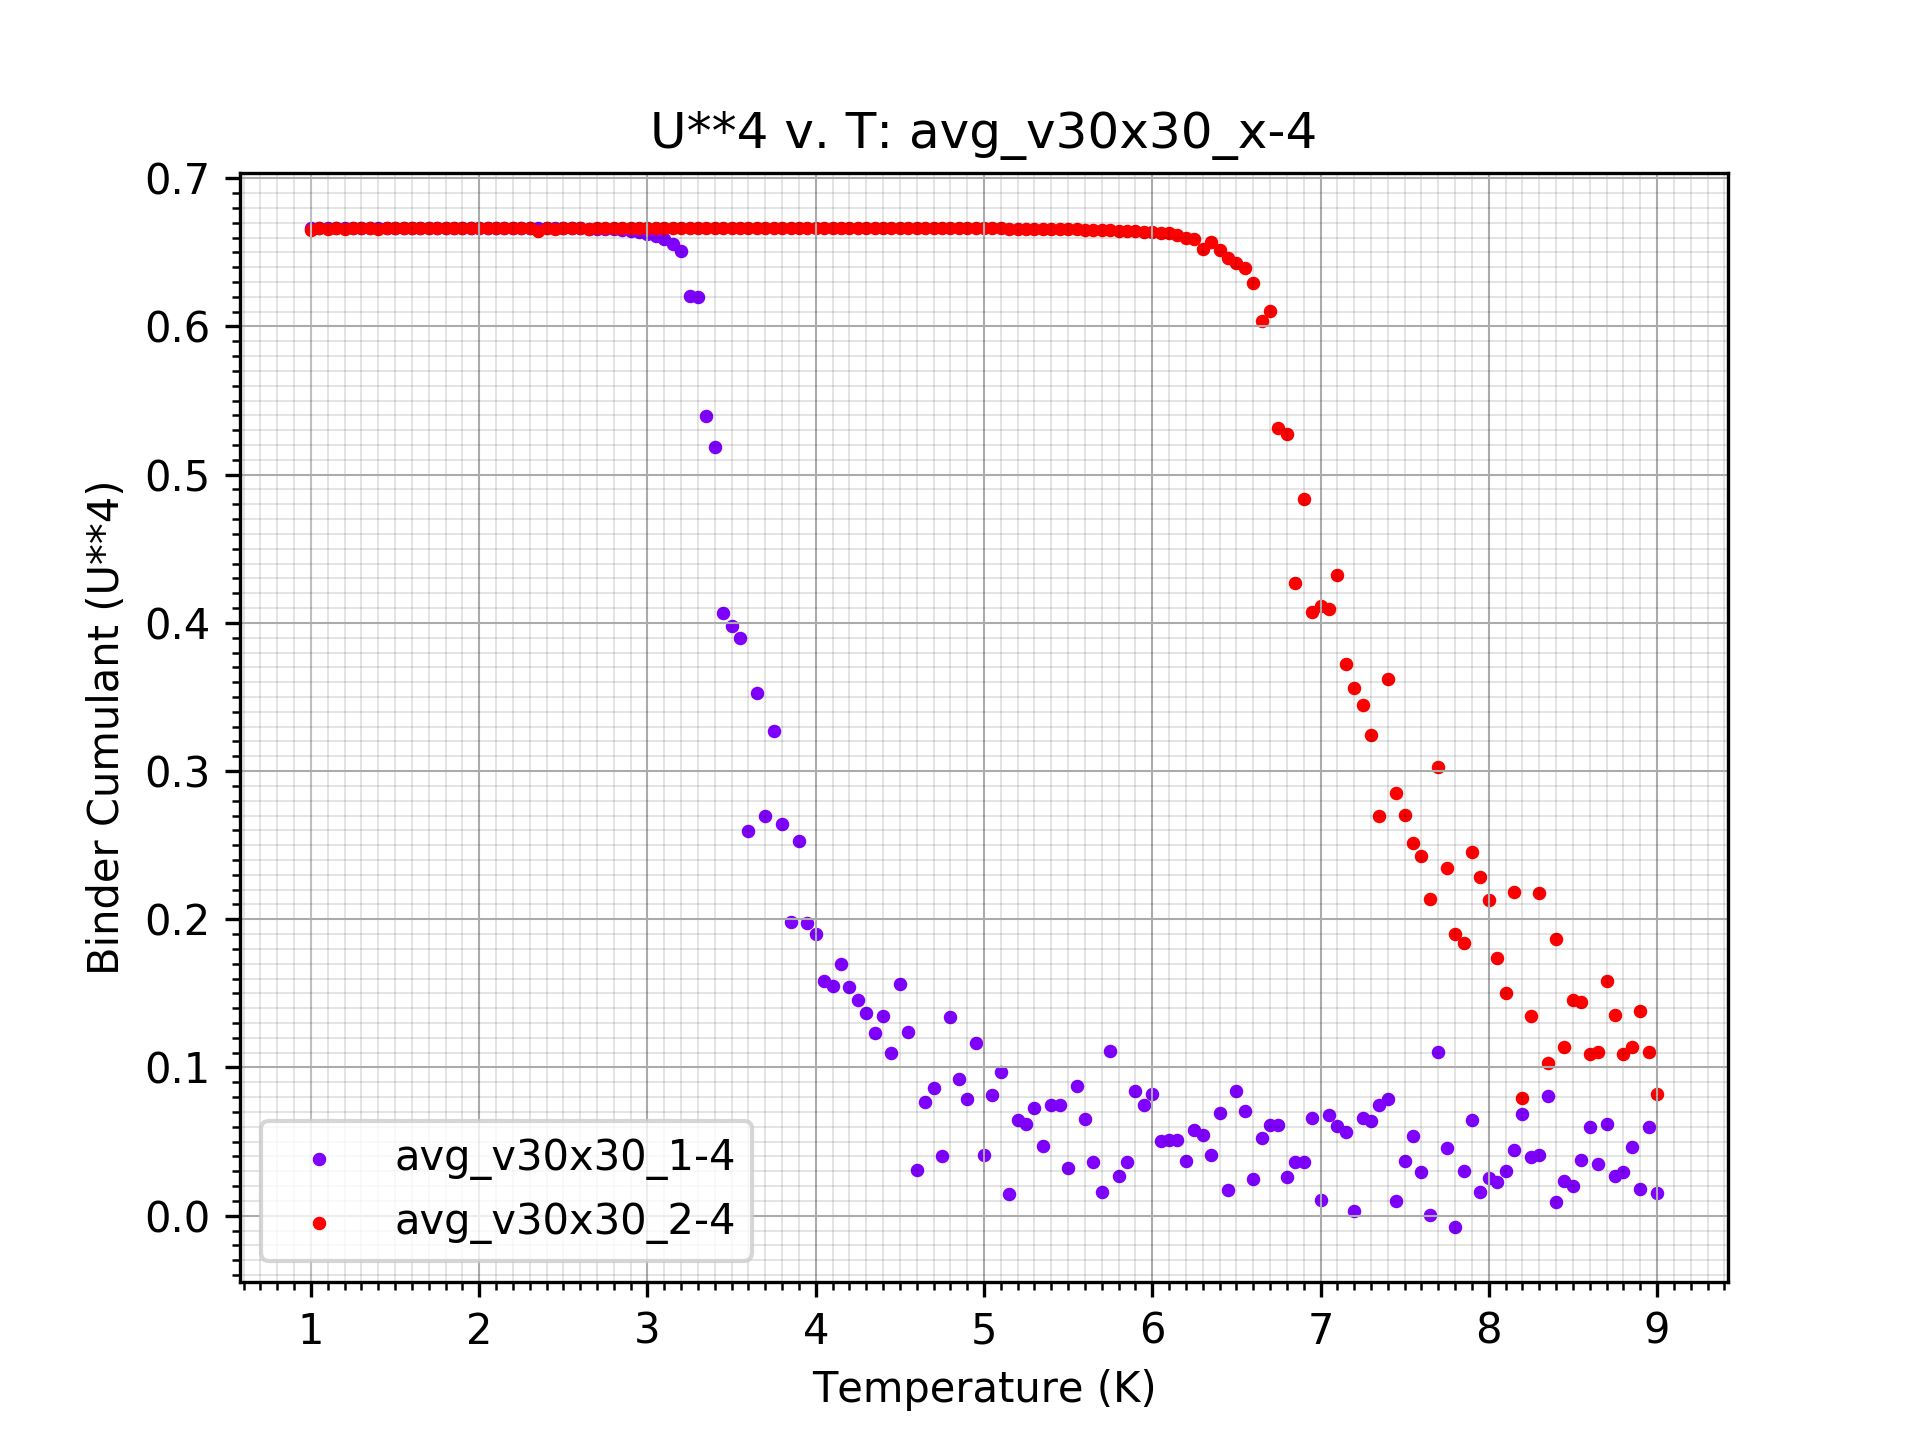 U**4 v. T: avg_v30x30_x-4
Binder Cumulant (U**4)
0.7
0.6
0.5
0.4
0.3
0.2
0.1
0.0
avg_v30x30_1-4
avg_v30x30_2-4
1 2 3 4 5 6 7 8 9
Temperature (K)